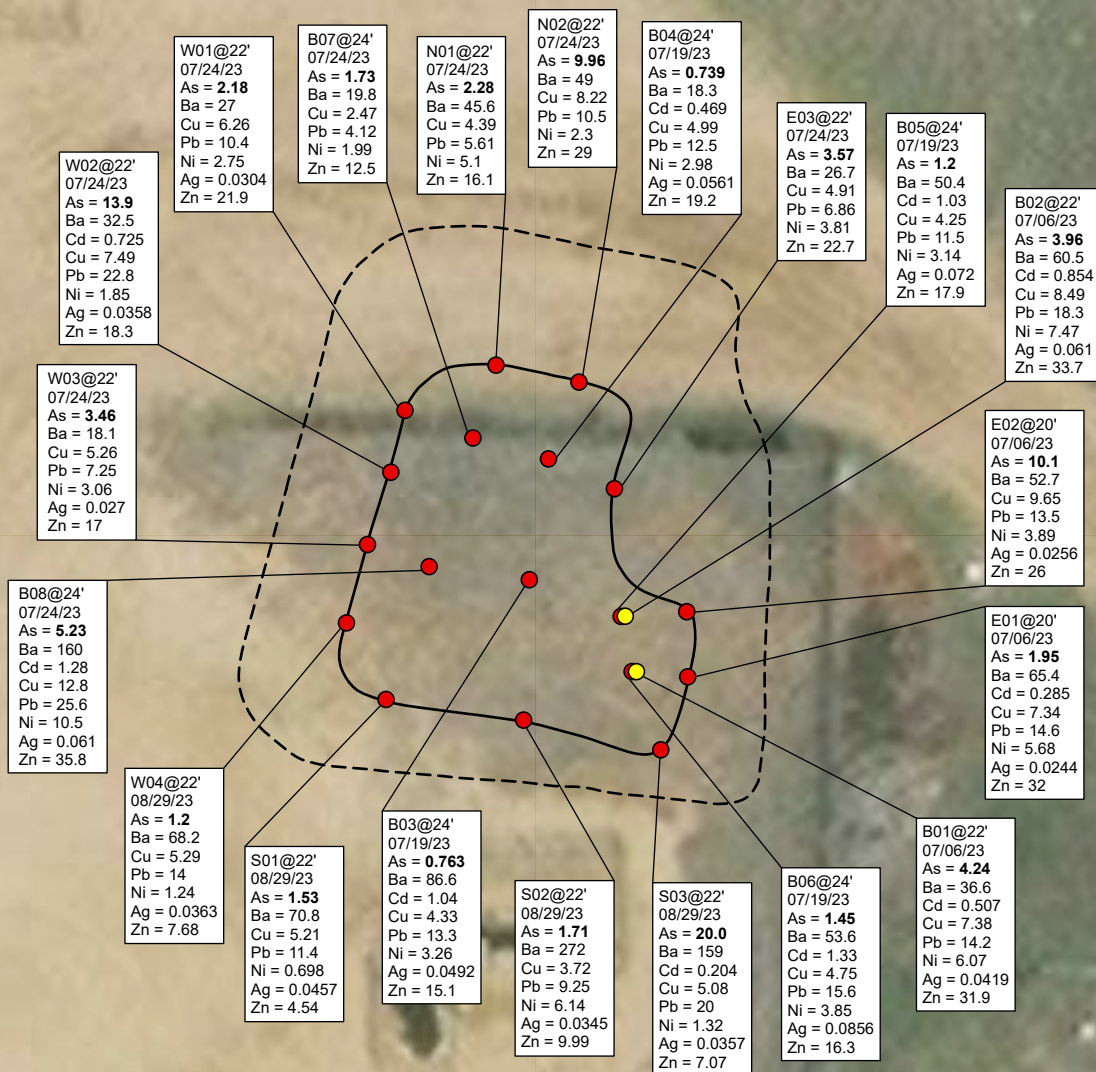 W01@22'
07/24/23
As = 2.18
Ba = 27
Cu = 6.26
Pb = 10.4
Ni = 2.75
Ag = 0.0304
Zn = 21.9
B07@24'
07/24/23
As = 1.73
Ba = 19.8
Cu = 2.47
Pb = 4.12
Ni = 1.99
Zn = 12.5
N01@22'
07/24/23
As = 2.28
Ba = 45.6
Cu = 4.39
Pb = 5.61
Ni = 5.1
Zn = 16.1
N02@22'
07/24/23
As = 9.96
Ba = 49
Cu = 8.22
Pb = 10.5
Ni = 2.3
Zn = 29
B04@24'
07/19/23
As = 0.739
Ba = 18.3
Cd = 0.469
Cu = 4.99
Pb = 12.5
Ni = 2.98
Ag = 0.0561
Zn = 19.2
E03@22'
07/24/23
As = 3.57
Ba = 26.7
Cu = 4.91
Pb = 6.86
Ni = 3.81
Zn = 22.7
B05@24'
07/19/23
As = 1.2
Ba = 50.4
Cd = 1.03
Cu = 4.25
Pb = 11.5
Ni = 3.14
Ag = 0.072
Zn = 17.9
B02@22'
07/06/23
As = 3.96
Ba = 60.5
Cd = 0.854
Cu = 8.49
Pb = 18.3
Ni = 7.47
Ag = 0.061
Zn = 33.7
W02@22'
07/24/23
As = 13.9
Ba = 32.5
Cd = 0.725
Cu = 7.49
Pb = 22.8
Ni = 1.85
Ag = 0.0358
Zn = 18.3
W03@22'
07/24/23
As = 3.46
Ba = 18.1
Cu = 5.26
Pb = 7.25
Ni = 3.06
Ag = 0.027
Zn = 17
E02@20'
07/06/23
As = 10.1
Ba = 52.7
Cu = 9.65
Pb = 13.5
Ni = 3.89
Ag = 0.0256
Zn = 26
B08@24'
07/24/23
As = 5.23
Ba = 160
Cd = 1.28
Cu = 12.8
Pb = 25.6
Ni = 10.5
Ag = 0.061
Zn = 35.8
E01@20'
07/06/23
As = 1.95
Ba = 65.4
Cd = 0.285
Cu = 7.34
Pb = 14.6
Ni = 5.68
Ag = 0.0244
Zn = 32
W04@22'
08/29/23
As = 1.2
Ba = 68.2
Cu = 5.29
Pb = 14
Ni = 1.24
Ag = 0.0363
Zn = 7.68
S01@22'
08/29/23
As = 1.53
Ba = 70.8
Cu = 5.21
Pb = 11.4
Ni = 0.698
Ag = 0.0457
Zn = 4.54
B03@24'
07/19/23
As = 0.763
Ba = 86.6
Cd = 1.04
Cu = 4.33
Pb = 13.3
Ni = 3.26
Ag = 0.0492
Zn = 15.1
S02@22'
08/29/23
As = 1.71
Ba = 272
Cu = 3.72
Pb = 9.25
Ni = 6.14
Ag = 0.0345
Zn = 9.99
S03@22'
08/29/23
As = 20.0
Ba = 159
Cd = 0.204
Cu = 5.08
Pb = 20
Ni = 1.32
Ag = 0.0357
Zn = 7.07
B06@24'
07/19/23
As = 1.45
Ba = 53.6
Cd = 1.33
Cu = 4.75
Pb = 15.6
Ni = 3.85
Ag = 0.0856
Zn = 16.3
B01@22'
07/06/23
As = 4.24
Ba = 36.6
Cd = 0.507
Cu = 7.38
Pb = 14.2
Ni = 6.07
Ag = 0.0419
Zn = 31.9